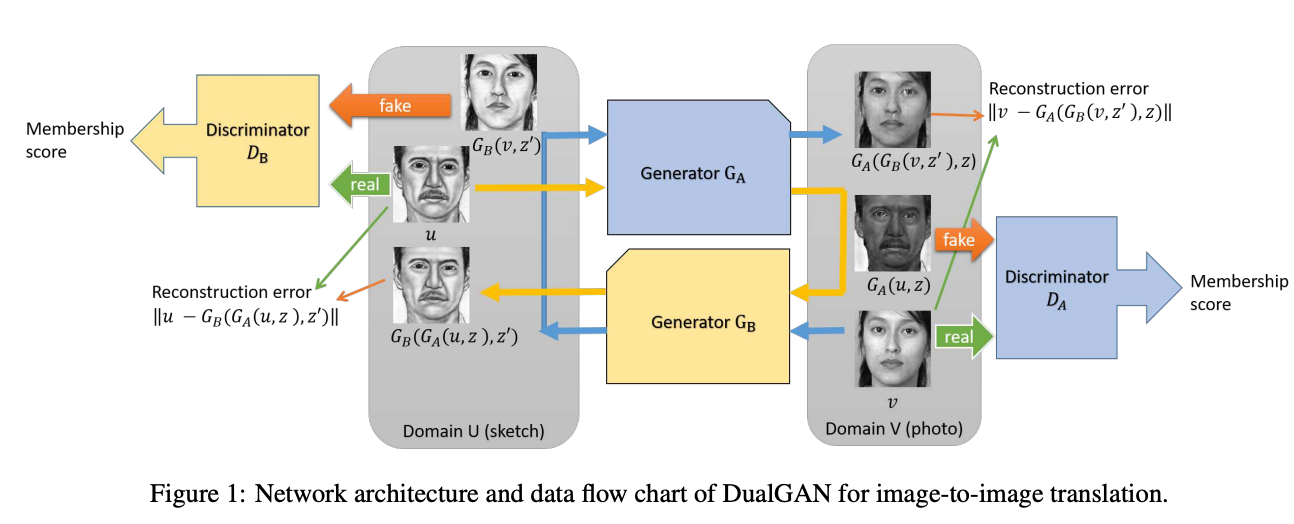 Membership
score
Discriminator
D_B
fake
real
G_B(v, z')
u
Reconstruction error
‖u − G_B(G_A(u, z ), z')‖
G_B(G_A(u, z ), z')
Domain U (sketch)
Generator G_A
Generator G_B
Reconstruction error
‖v − G_A(G_B(v, z' ), z)‖
G_A(G_B(v, z' ), z)
fake
G_A(u, z)
real
v
Domain V (photo)
Discriminator
D_A
Membership
score
Figure 1: Network architecture and data flow chart of DualGAN for image-to-image translation.